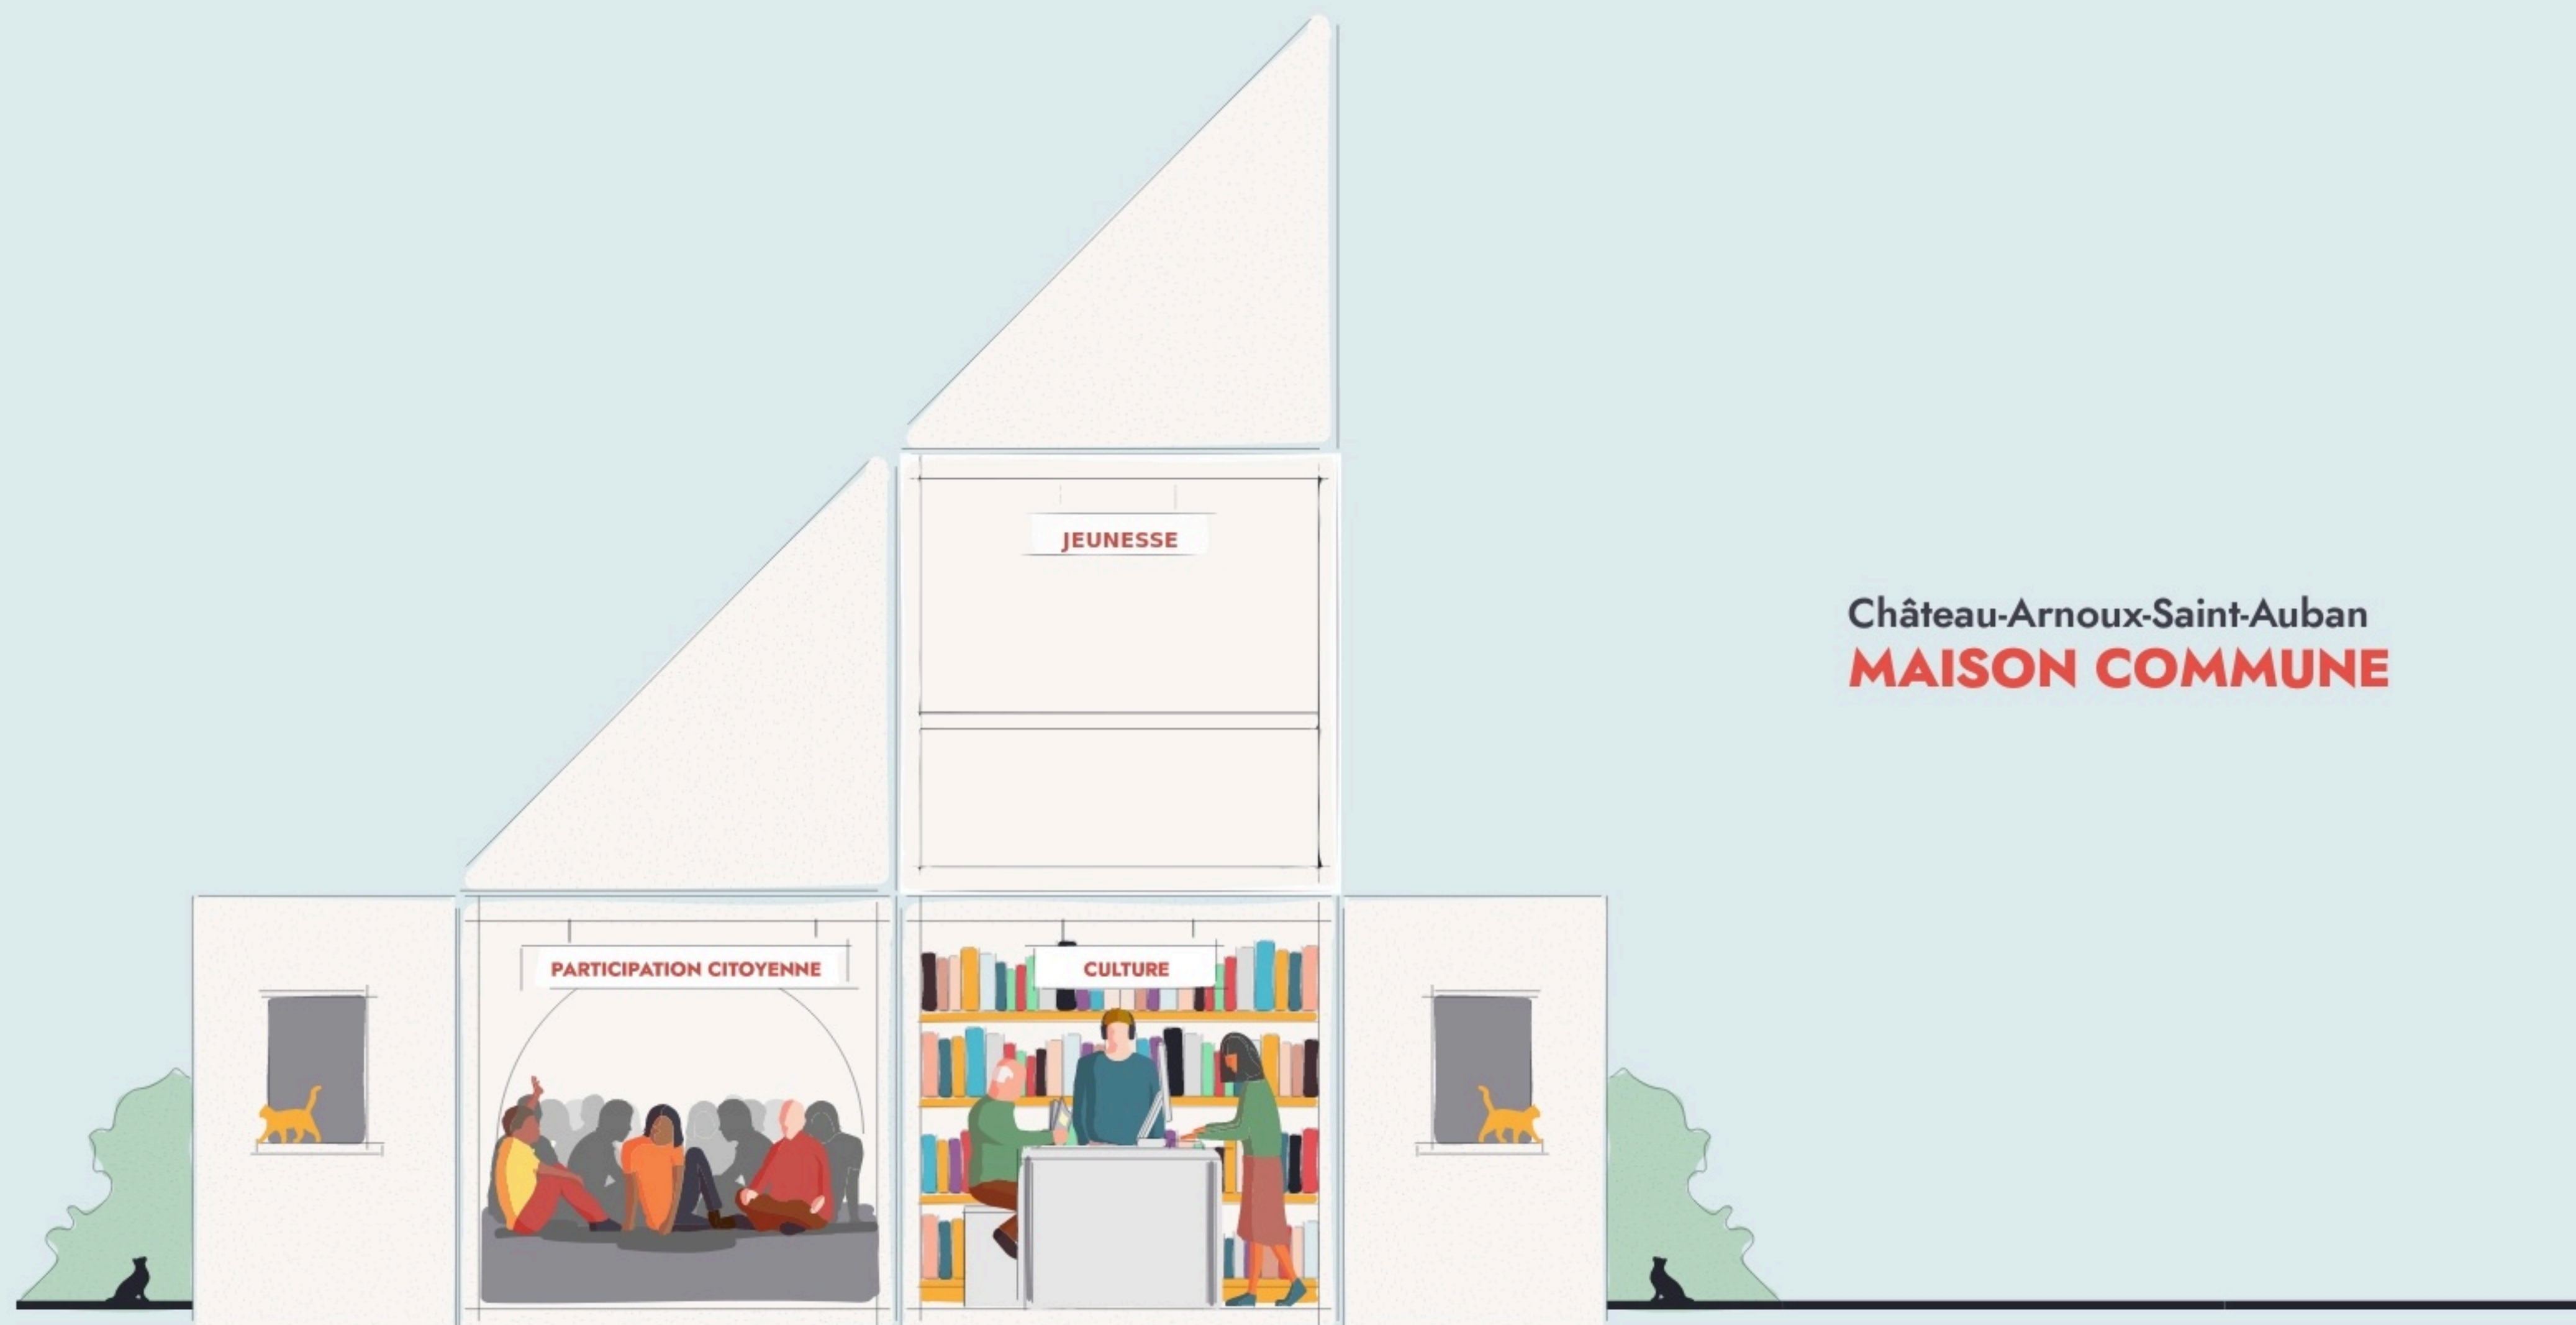 JEUNESSE
Château-Arnoux-Saint-Auban
MAISON COMMUNE
PARTICIPATION CITOYENNE
CULTURE